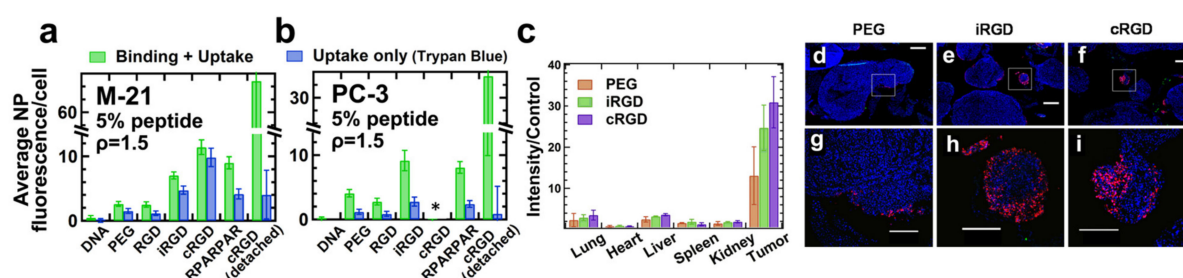 a
b
c
PEG
iRGD
cRGD
Binding + Uptake
Uptake only (Trypan Blue)
Average NP
fluorescence/cell
60
10
0
M-21
5% peptide
ρ=1.5
DNA
PEG
RGD
iRGD
cRGD
RPARPAR
cRGD
(detached)
30
10
0
PC-3
5% peptide
ρ=1.5
*
DNA
PEG
RGD
iRGD
cRGD
RPARPAR
cRGD
(detached)
Intensity/Control
40
30
20
10
0
PEG
iRGD
cRGD
Lung
Heart
Liver
Spleen
Kidney
Tumor
d
e
f
g
h
i